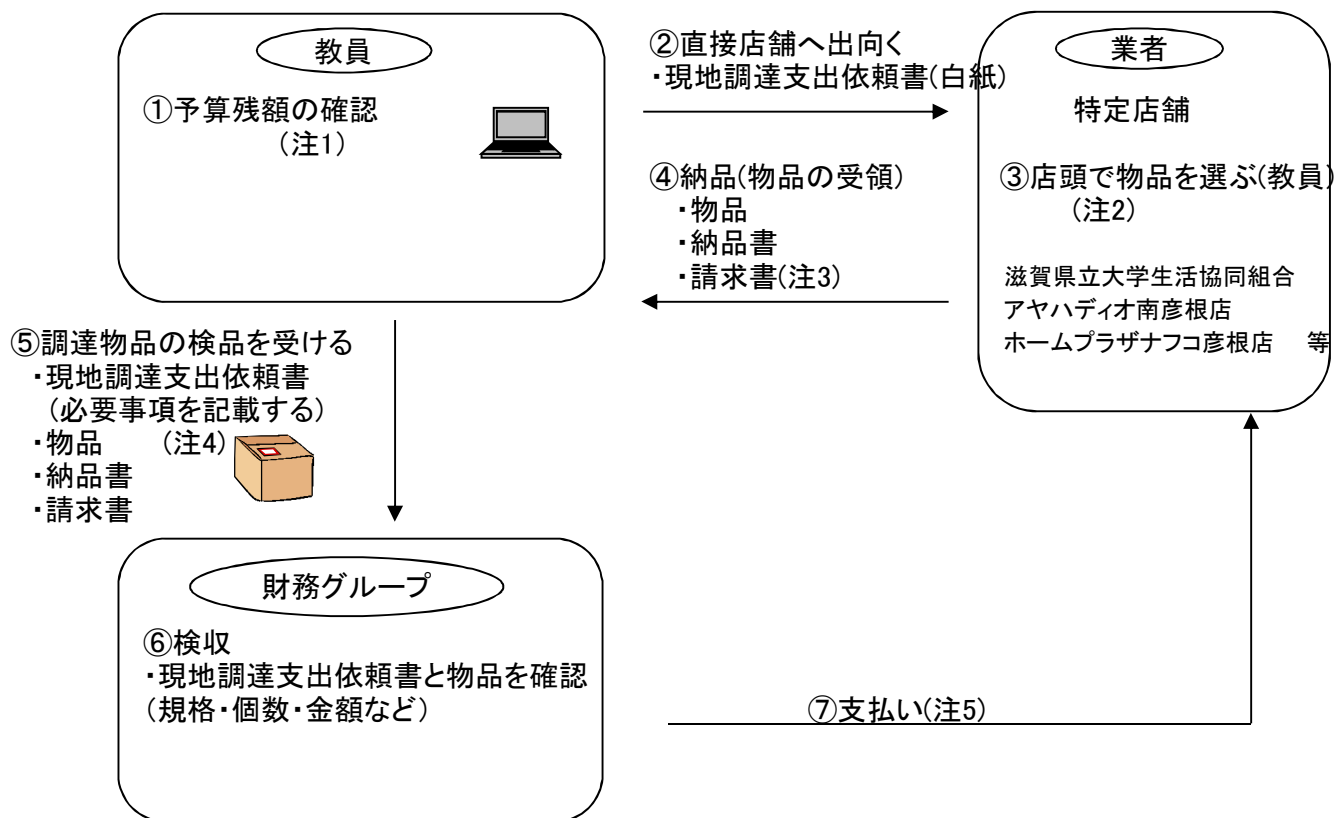 教員
①予算残額の確認
(注1)
②直接店舗へ出向く
・現地調達支出依頼書(白紙)
業者
特定店舗
③店頭で物品を選ぶ(教員)
(注2)
滋賀県立大学生活協同組合
アヤハディオ南彦根店
ホームプラザナフコ彦根店 等
④納品(物品の受領)
・物品
・納品書
・請求書(注3)
⑤調達物品の検品を受ける
・現地調達支出依頼書
(必要事項を記載する)
・物品 (注4)
・納品書
・請求書
財務グループ
⑥検収
・現地調達支出依頼書と物品を確認
(規格・個数・金額など)
⑦支払い(注5)